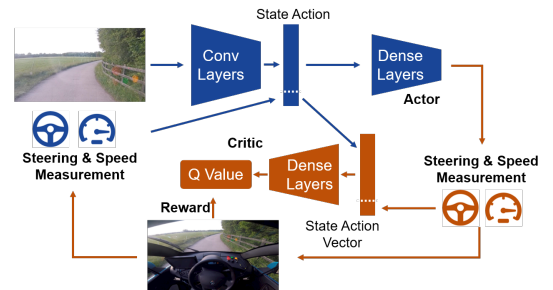 State Action
Conv
Layers
Dense
Layers
Actor
Steering & Speed
Measurement
Critic
Q Value
Dense
Layers
Steering & Speed
Measurement
Reward
State Action
Vector